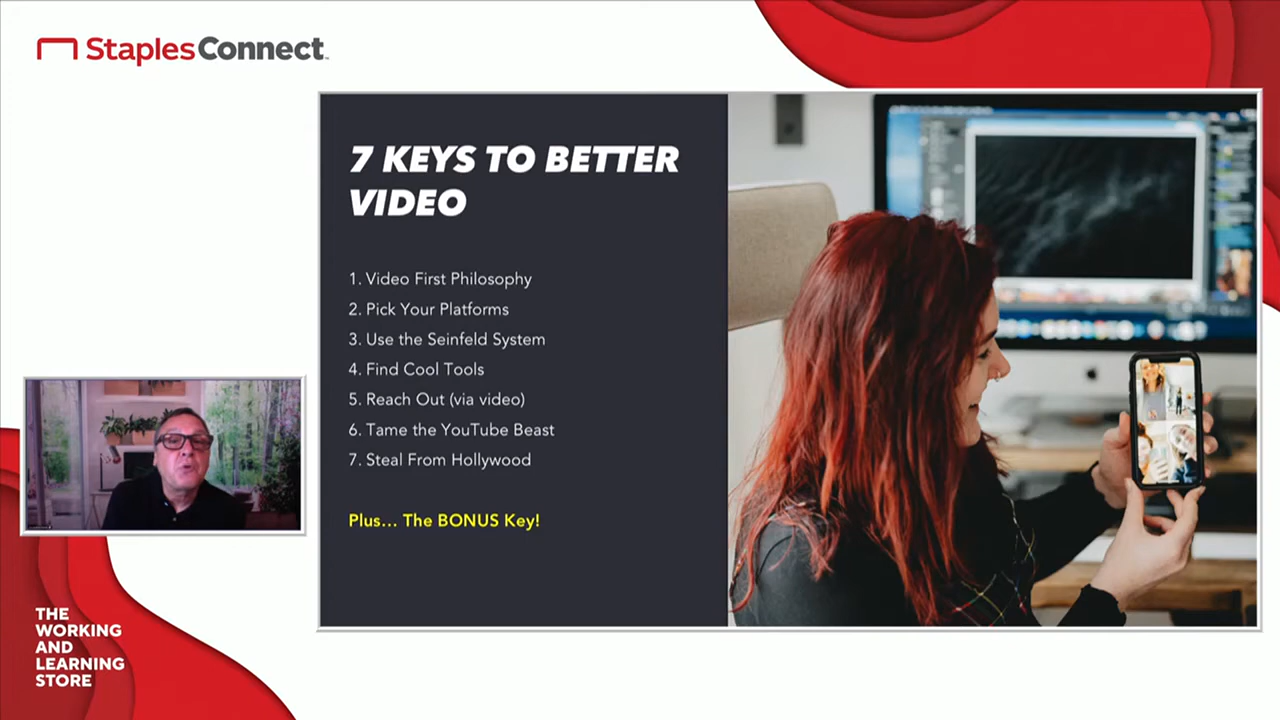 StaplesConnect™
7 KEYS TO BETTER
VIDEO
1. Video First Philosophy
2. Pick Your Platforms
3. Use the Seinfeld System
4. Find Cool Tools
5. Reach Out (via video)
6. Tame the YouTube Beast
7. Steal From Hollywood
Plus... The BONUS Key!
THE
WORKING
AND
LEARNING
STORE